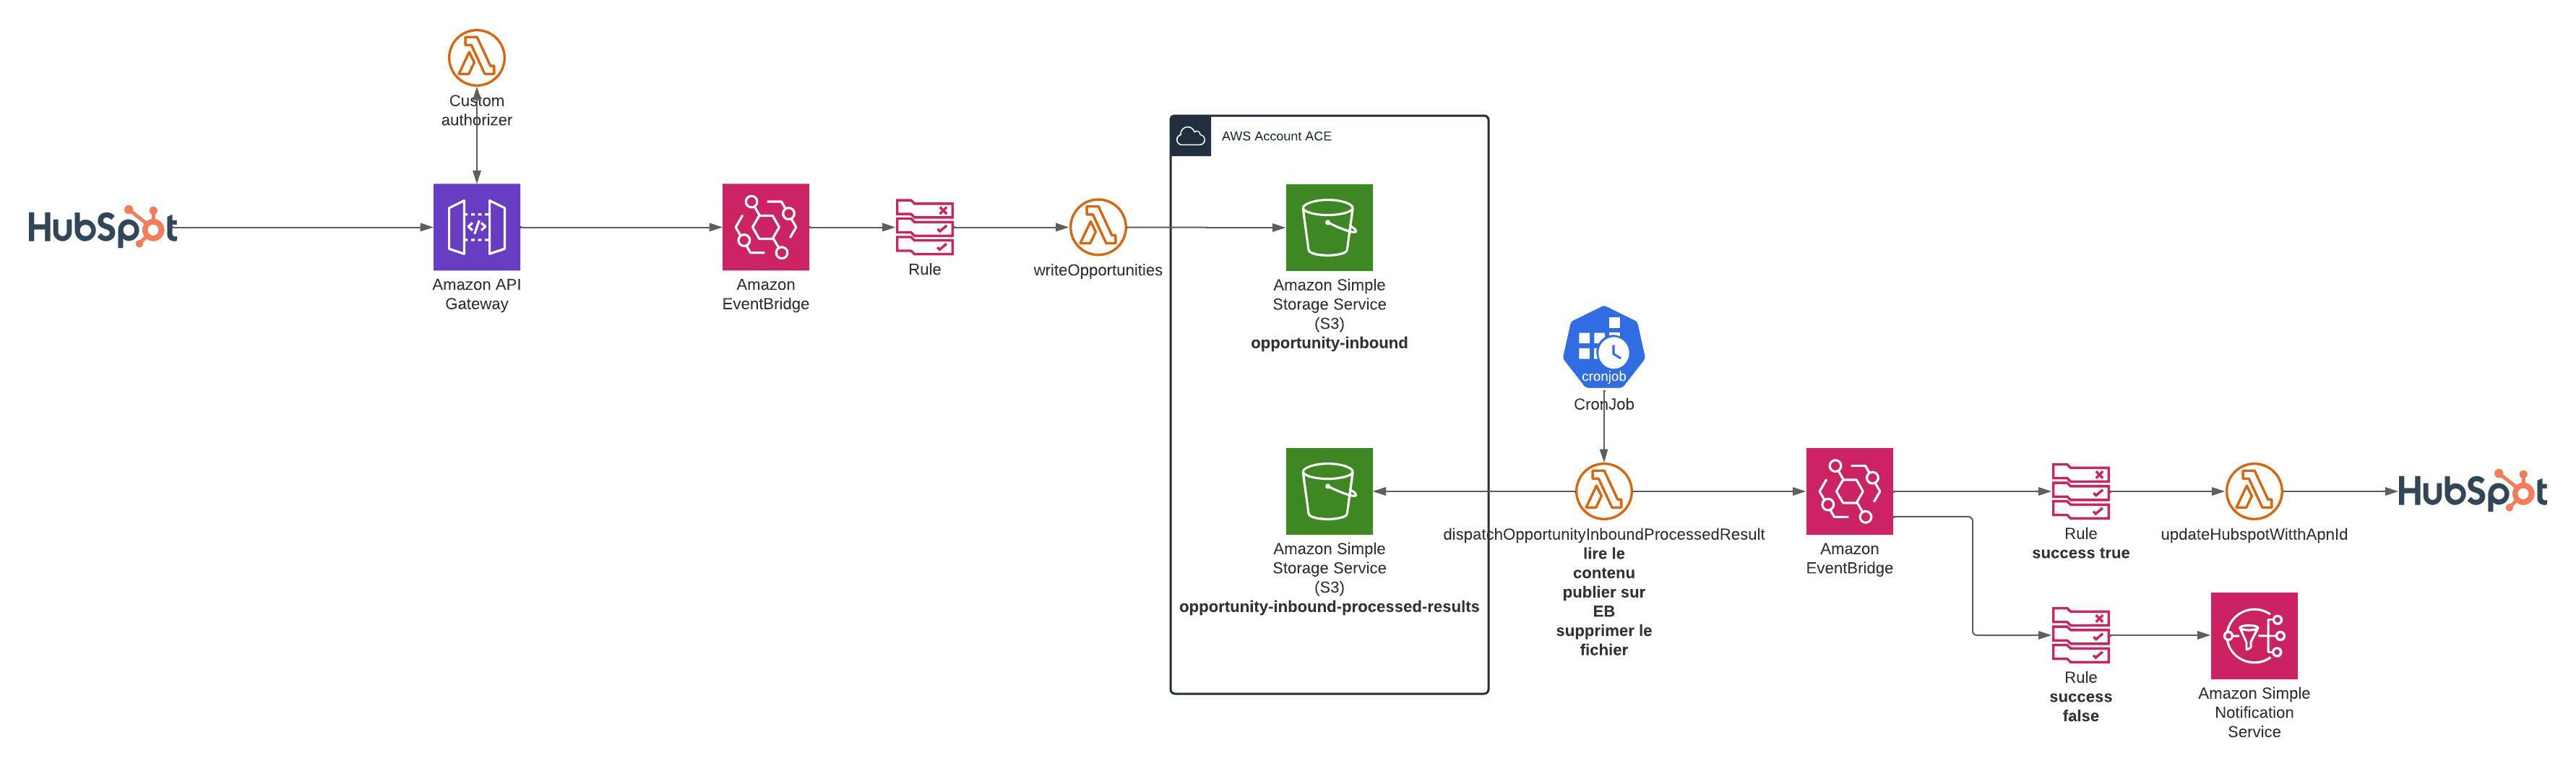 Custom
authorizer
AWS Account ACE
HubSpot
Amazon API
Gateway
Amazon
EventBridge
Rule
writeOpportunities
Amazon Simple
Storage Service
(S3)
opportunity-inbound
cronjob
CronJob
Amazon Simple
Storage Service
(S3)
opportunity-inbound-processed-results
dispatchOpportunityInboundProcessedResult
lire le
contenu
publier sur
EB
supprimer le
fichier
Amazon
EventBridge
Rule
success true
updateHubspotWitthApnId
HubSpot
Rule
success
false
Amazon Simple
Notification
Service